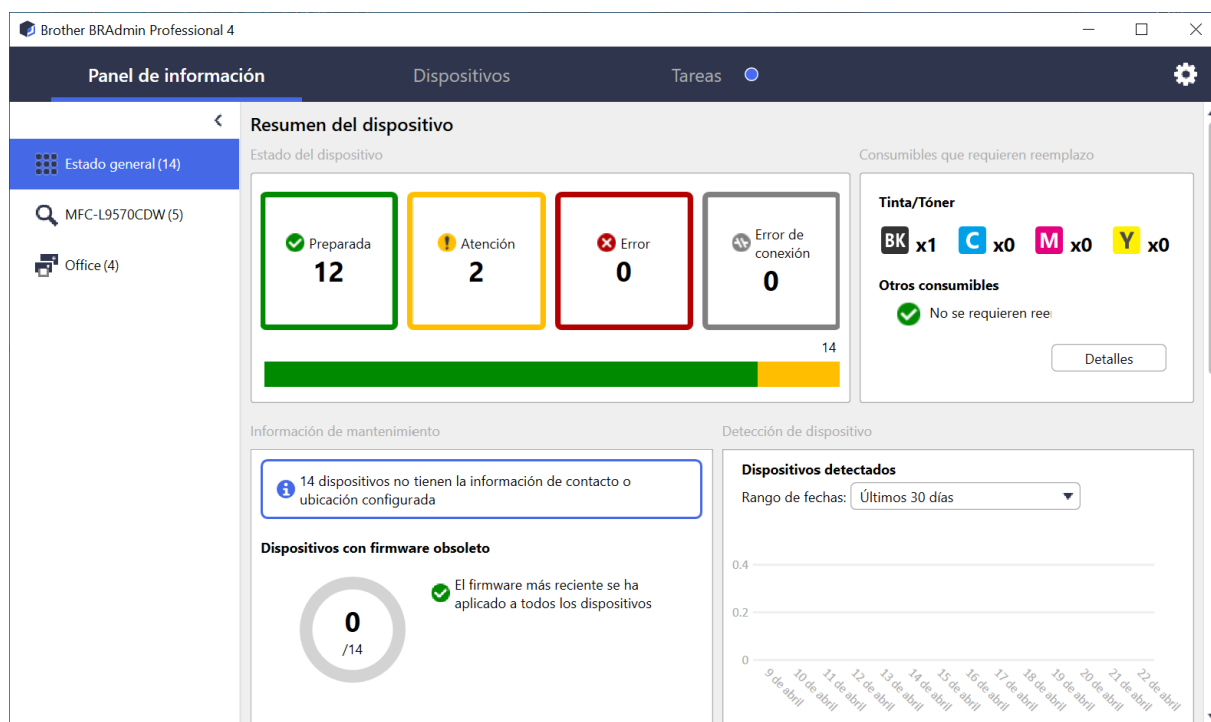 Brother BRAdmin Professional 4
Panel de información
Dispositivos
Tareas
Estado general (14)
MFC-L9570CDW (5)
Office (4)
Resumen del dispositivo
Estado del dispositivo
Preparada
12
Atención
2
Error
0
Error de
conexión
0
14
Consumibles que requieren reemplazo
Tinta/Tóner
BK x1 C x0 M x0 Y x0
Otros consumibles
No se requieren ree
Detalles
Información de mantenimiento
14 dispositivos no tienen la información de contacto o
ubicación configurada
Dispositivos con firmware obsoleto
0
/14
El firmware más reciente se ha
aplicado a todos los dispositivos
Detección de dispositivo
Dispositivos detectados
Rango de fechas: Últimos 30 días
0.4
0.2
0
9 de abril
10 de abril
11 de abril
12 de abril
13 de abril
14 de abril
15 de abril
16 de abril
17 de abril
18 de abril
19 de abril
20 de abril
21 de abril
22 de abril